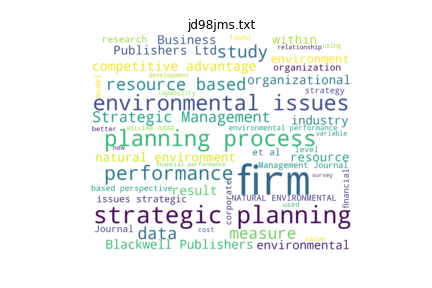 jd98jms.txt
research Business found within relationship using
Publishers Ltd study environment
competitive advantage organization
development
model resource based organizational
capability strategy
environmental issues
Strategic Management industry
better WILLIAM JUDGE environmental performance variable
planning process
new et al level
natural environment resource
financial performance Management Journal
performance firm survey
based perspective result corporate financial
issues strategic NATURAL ENVIRONMENTAL
strategic planning used
Journal data cost measure value
Blackwell Publishers environmental